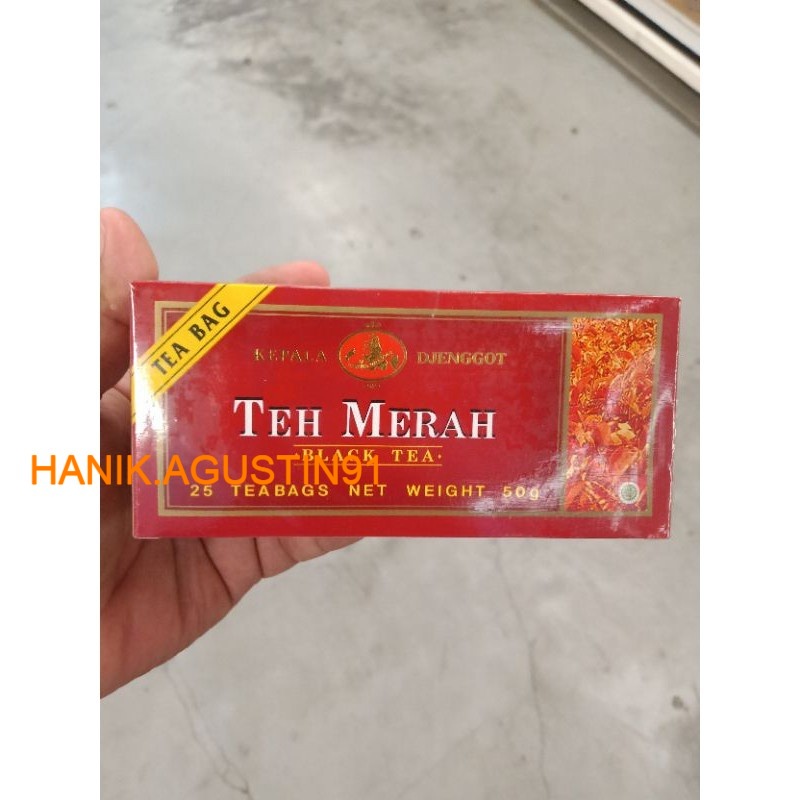 TEA BAG
KEPALA DJENGGOT
TEH MERAH
·BLACK TEA·
HANIK.AGUSTIN91
25 TEABAGS NET WEIGHT 50g